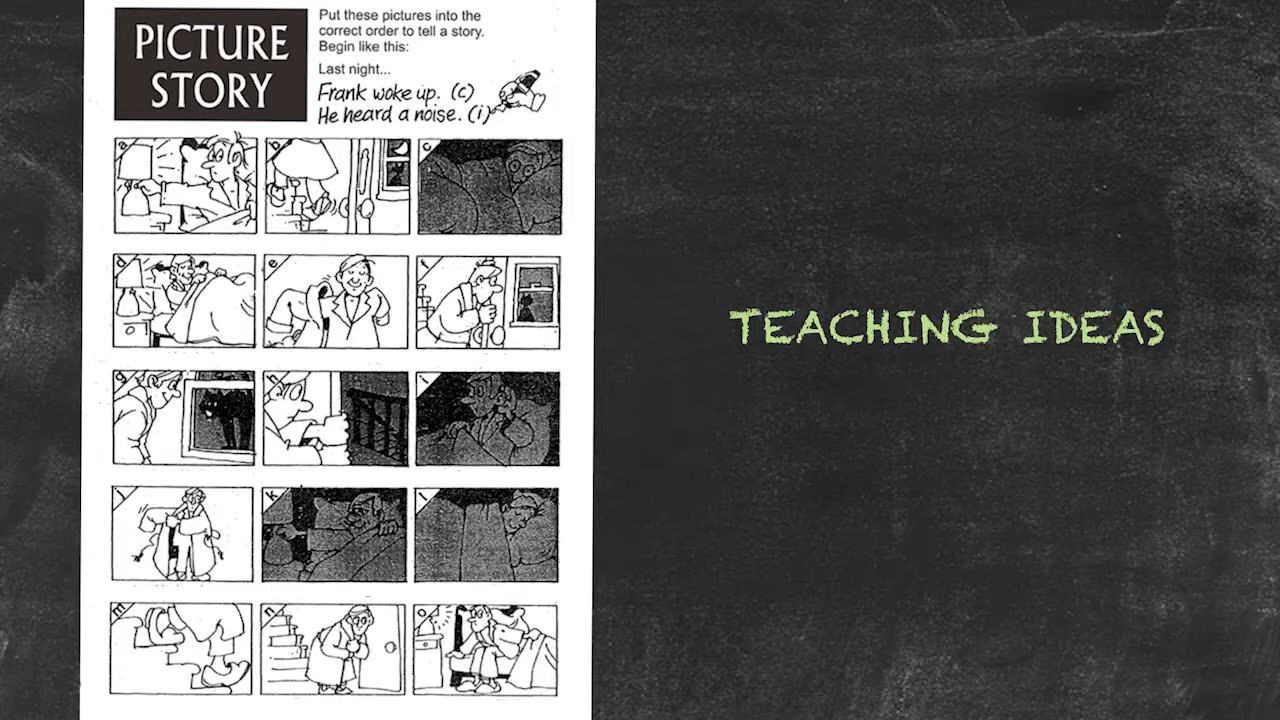 PICTURE
STORY
Put these pictures into the
correct order to tell a story.
Begin like this:
Last night...
Frank woke up. (c)
He heard a noise. (i)
a
b
c
d
e
f
g
h
i
j
k
l
m
n
o
TEACHING IDEAS